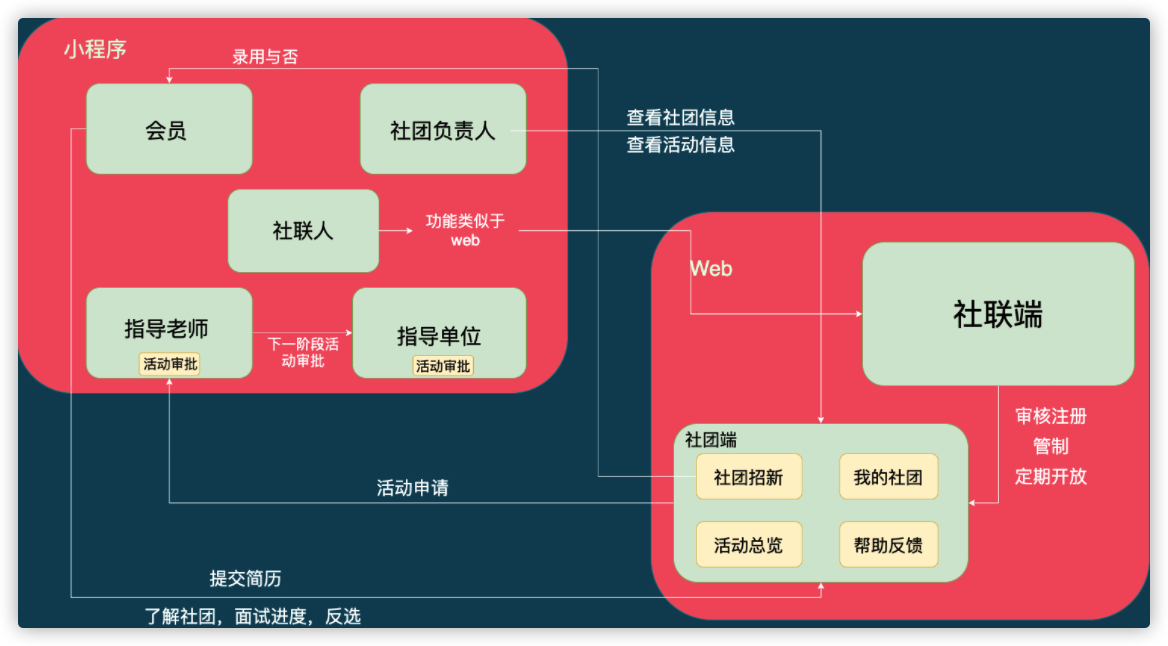 小程序
录用与否
会员
社团负责人
查看社团信息
查看活动信息
社联人
功能类似于
web
Web
社联端
指导老师
活动审批
下一阶段活
动审批
指导单位
活动审批
审核注册
管制
定期开放
社团端
社团招新
我的社团
活动总览
帮助反馈
活动申请
提交简历
了解社团，面试进度，反选